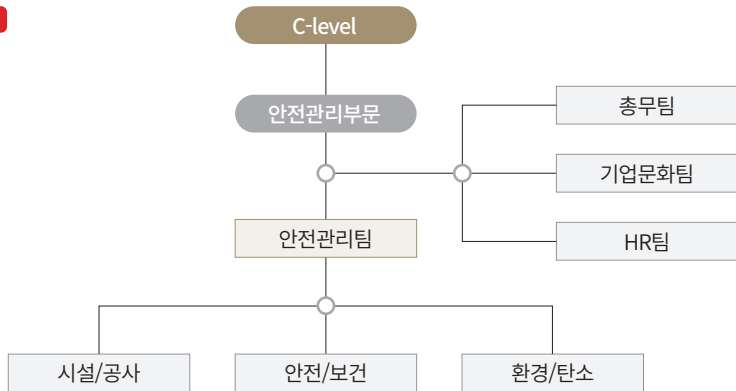 C-level
안전관리부문
총무팀
기업문화팀
안전관리팀
HR팀
시설/공사
안전/보건
환경/탄소